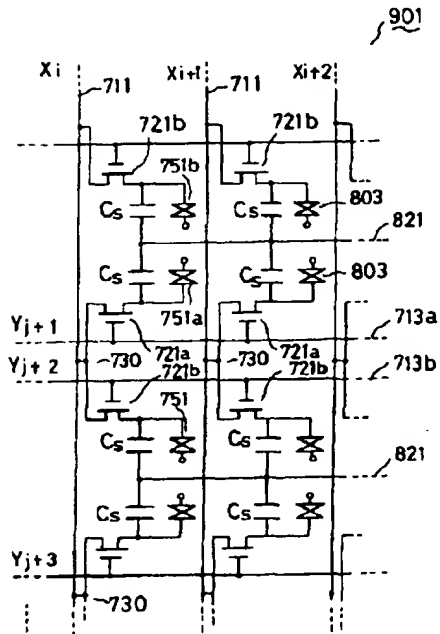 901
Xi Xi+1 Xi+2
711 711
721b 721b
751b 803
Cs Cs
821
Cs Cs 803
751a
Yj+1 713a
721a 730 721a
Yj+2 730 721b 721b 713b
751
Cs Cs
821
Cs Cs
Yj+3
730